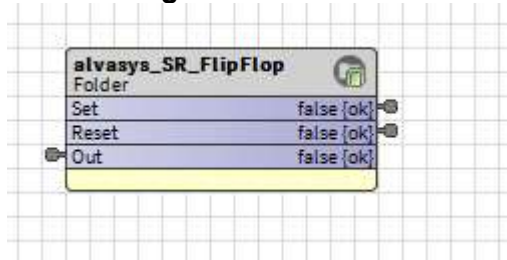 alvasys_SR_FlipFlop
Folder
Set false {ok}
Reset false {ok}
Out false {ok}